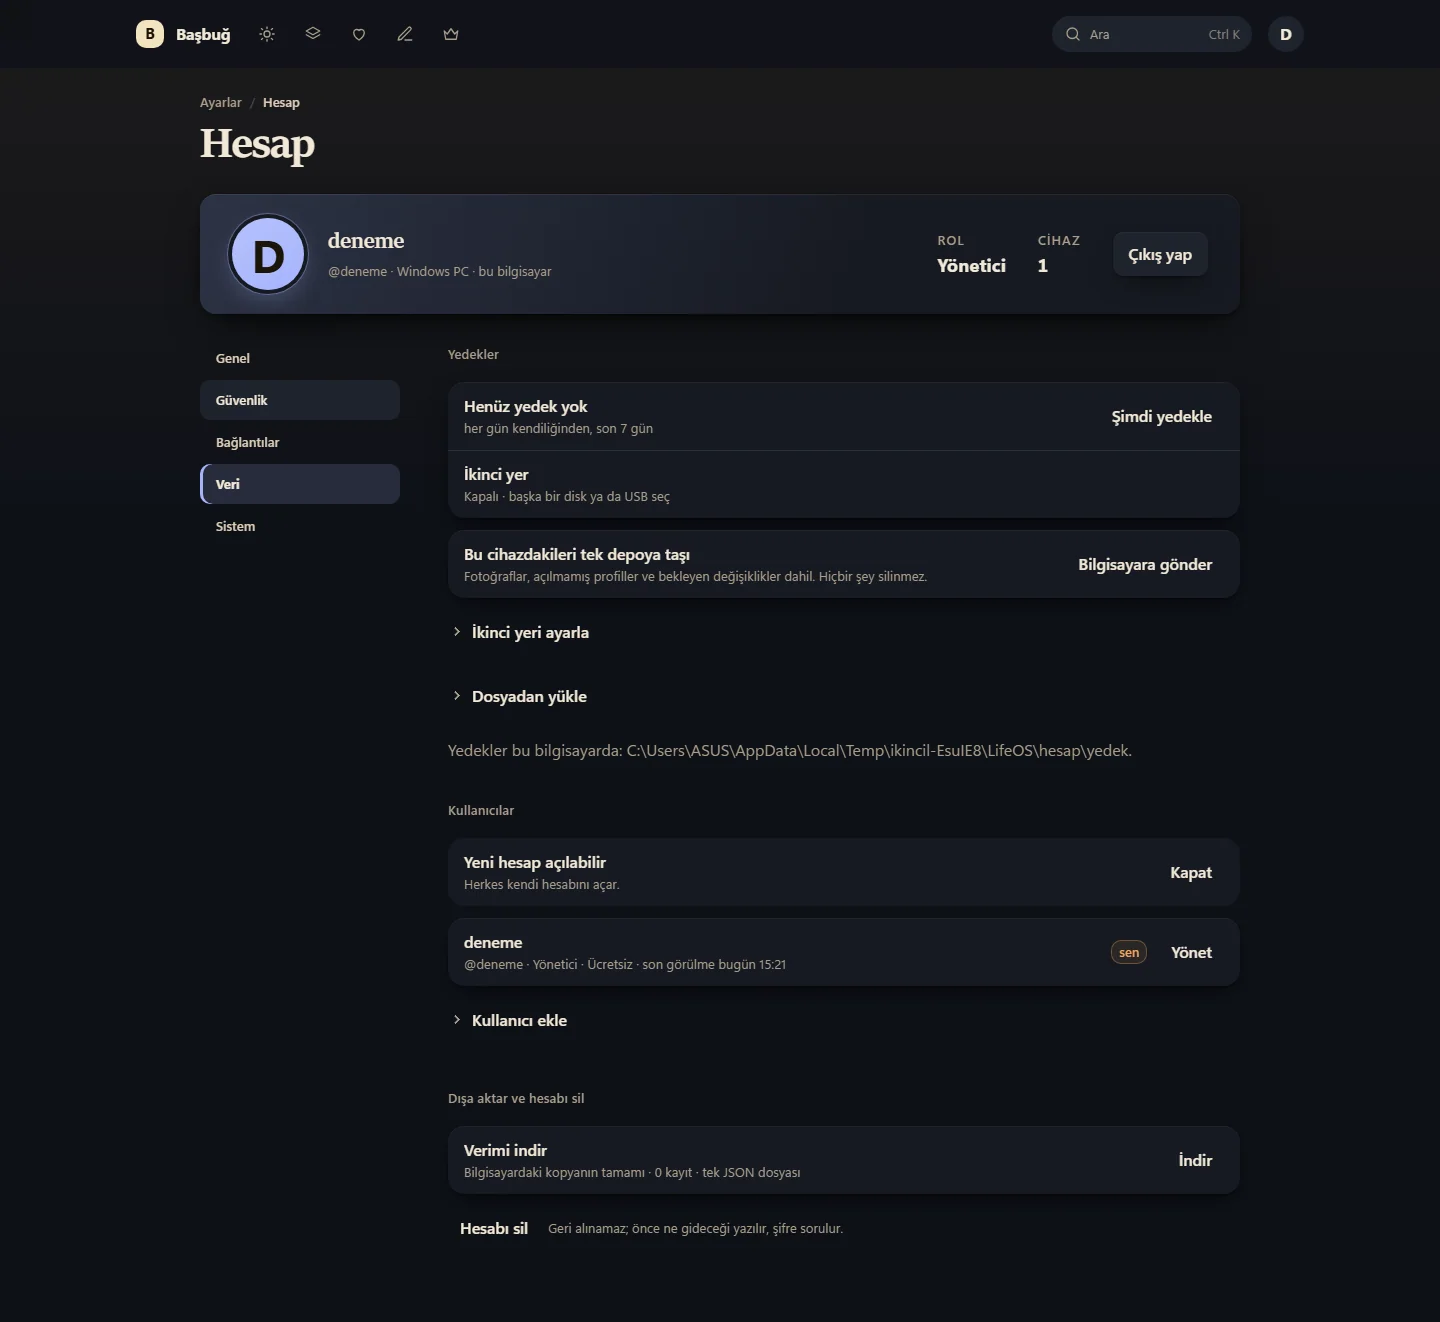 B Başbuğ
Ara Ctrl K
D
Ayarlar / Hesap
Hesap
D
deneme
@deneme · Windows PC · bu bilgisayar
ROL
Yönetici
CİHAZ
1
Çıkış yap
Genel
Güvenlik
Bağlantılar
Veri
Sistem
Yedekler
Henüz yedek yok
her gün kendiliğinden, son 7 gün
Şimdi yedekle
İkinci yer
Kapalı · başka bir disk ya da USB seç
Bu cihazdakileri tek depoya taşı
Fotoğraflar, açılmamış profiller ve bekleyen değişiklikler dahil. Hiçbir şey silinmez.
Bilgisayara gönder
İkinci yeri ayarla
Dosyadan yükle
Yedekler bu bilgisayarda: C:\Users\ASUS\AppData\Local\Temp\ikincil-EsuIE8\LifeOS\hesap\yedek.
Kullanıcılar
Yeni hesap açılabilir
Herkes kendi hesabını açar.
Kapat
deneme
@deneme · Yönetici · Ücretsiz · son görülme bugün 15:21
sen
Yönet
Kullanıcı ekle
Dışa aktar ve hesabı sil
Verimi indir
Bilgisayardaki kopyanın tamamı · 0 kayıt · tek JSON dosyası
İndir
Hesabı sil
Geri alınamaz; önce ne gideceği yazılır, şifre sorulur.